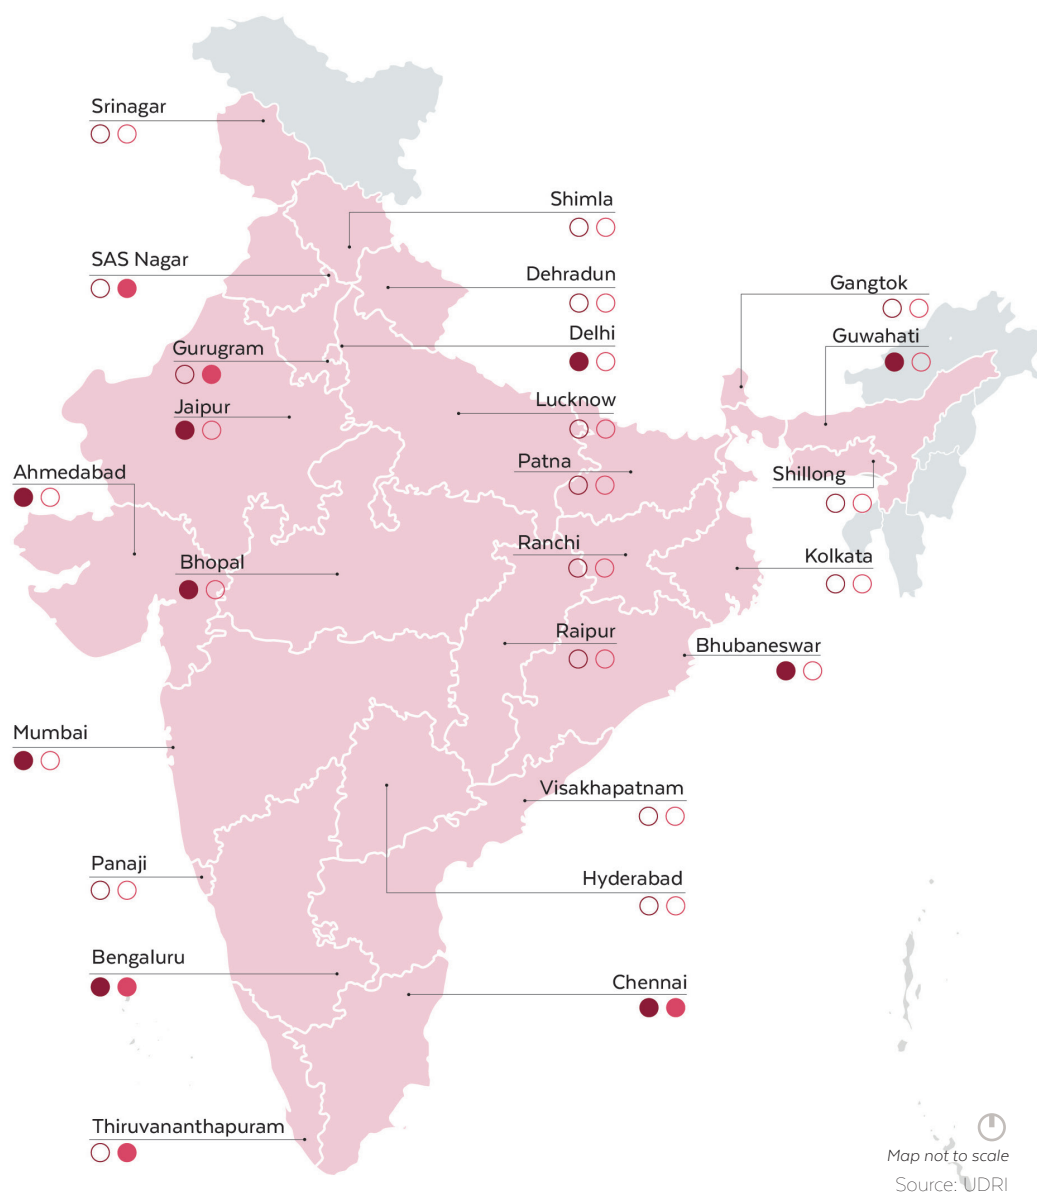 Srinagar
Shimla
SAS Nagar
Dehradun
Gangtok
Delhi
Guwahati
Gurugram
Lucknow
Jaipur
Patna
Ahmedabad
Shillong
Ranchi
Kolkata
Bhopal
Raipur
Bhubaneswar
Mumbai
Visakhapatnam
Panaji
Hyderabad
Bengaluru
Chennai
Thiruvananthapuram
Map not to scale
Source: UDRI